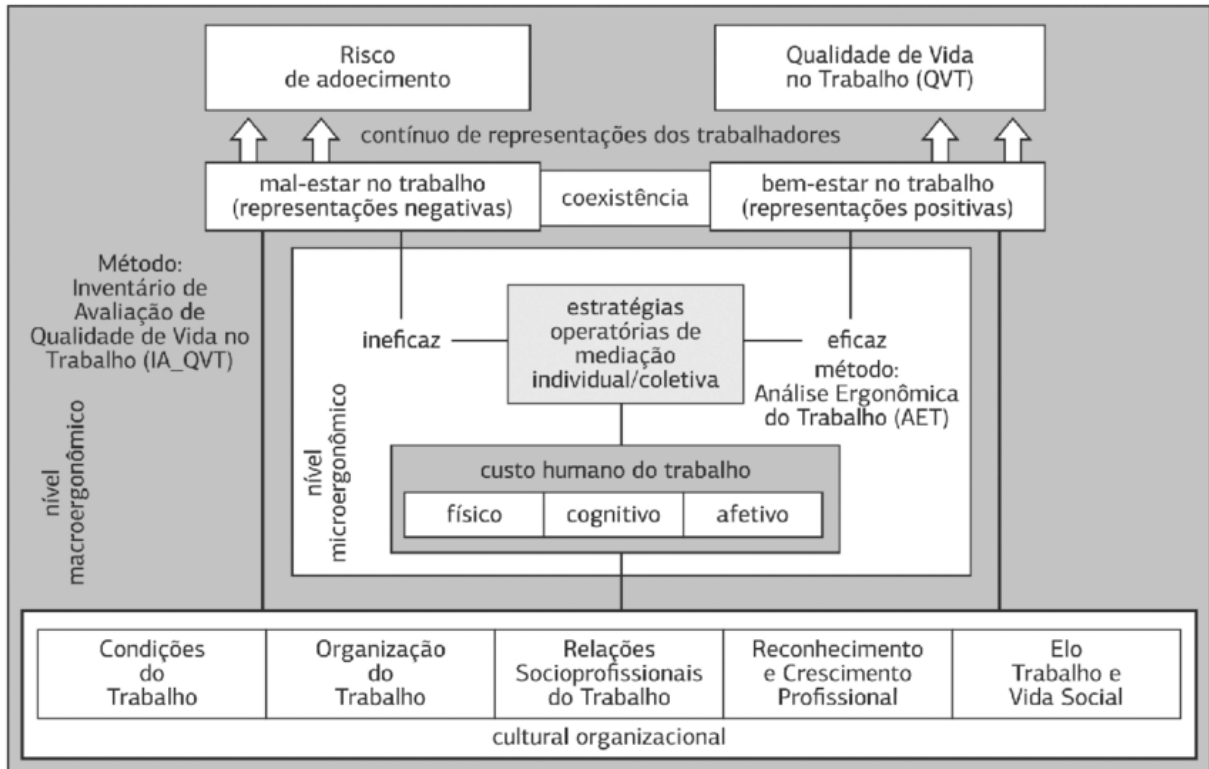 Risco
de adoecimento
Qualidade de Vida
no Trabalho (QVT)
contínuo de representações dos trabalhadores
mal-estar no trabalho
(representações negativas)
coexistência
bem-estar no trabalho
(representações positivas)
Método:
Inventário de
Avaliação de
Qualidade de Vida no
Trabalho (IA_QVT)
nível
macroergonômico
ineficaz
estratégias
operatórias de
mediação
individual/coletiva
eficaz
método:
Análise Ergonômica
do Trabalho (AET)
nível
microergonômico
custo humano do trabalho
físico
cognitivo
afetivo
Condições
do
Trabalho
Organização
do
Trabalho
Relações
Socioprofissionais
do Trabalho
Reconhecimento
e Crescimento
Profissional
Elo
Trabalho e
Vida Social
cultural organizacional